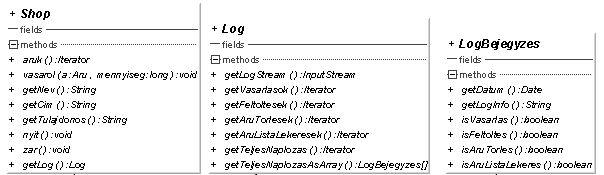 + Shop
fields
methods
+ aruk ():Iterator
+ vasarol (a:Aru , mennyiseg:long):void
+ getNev ():String
+ getCim ():String
+ getTulajdonos ():String
+ nyit():void
+ zar():void
+ getLog ():Log
+ Log
fields
methods
+ getLogStream ():InputStream
+ getVasarlasok ():Iterator
+ getFeltoltesek ():Iterator
+ getAruTorlesek ():Iterator
+ getAruListaLekeresek ():Iterator
+ getTeljesNaplozas ():Iterator
+ getTeljesNaplozasAsArray ():LogBejegyzes[]
+ LogBejegyzes
fields
methods
+ getDatum ():Date
+ getLogInfo ():String
+ isVasarlas ():boolean
+ isFeltoltes ():boolean
+ isAruTorles ():boolean
+ isAruListaLekeres ():boolean